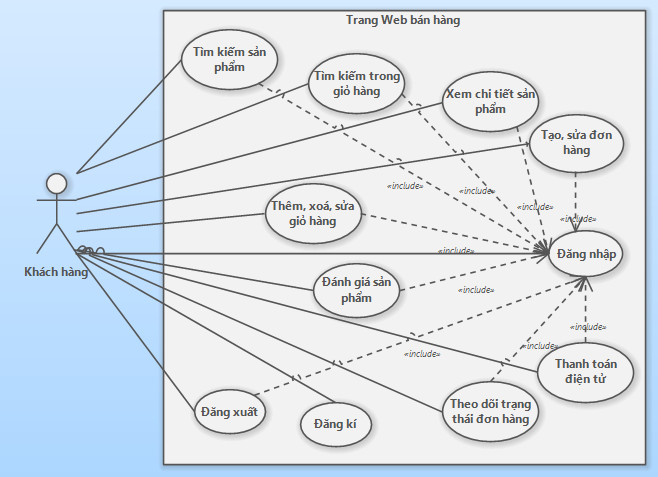 Trang Web bán hàng
Tìm kiếm sản
phẩm
Tìm kiếm trong
giỏ hàng
Xem chi tiết sản
phẩm
Tạo, sửa đơn
hàng
«include»
«include»
«include»
«include»
Thêm, xoá, sửa
giỏ hàng
Đăng nhập
«include»
Khách hàng
Đánh giá sản
phẩm
«include»
«include»
«include»
«include»
Thanh toán
điện tử
Đăng xuất
Đăng kí
Theo dõi trạng
thái đơn hàng